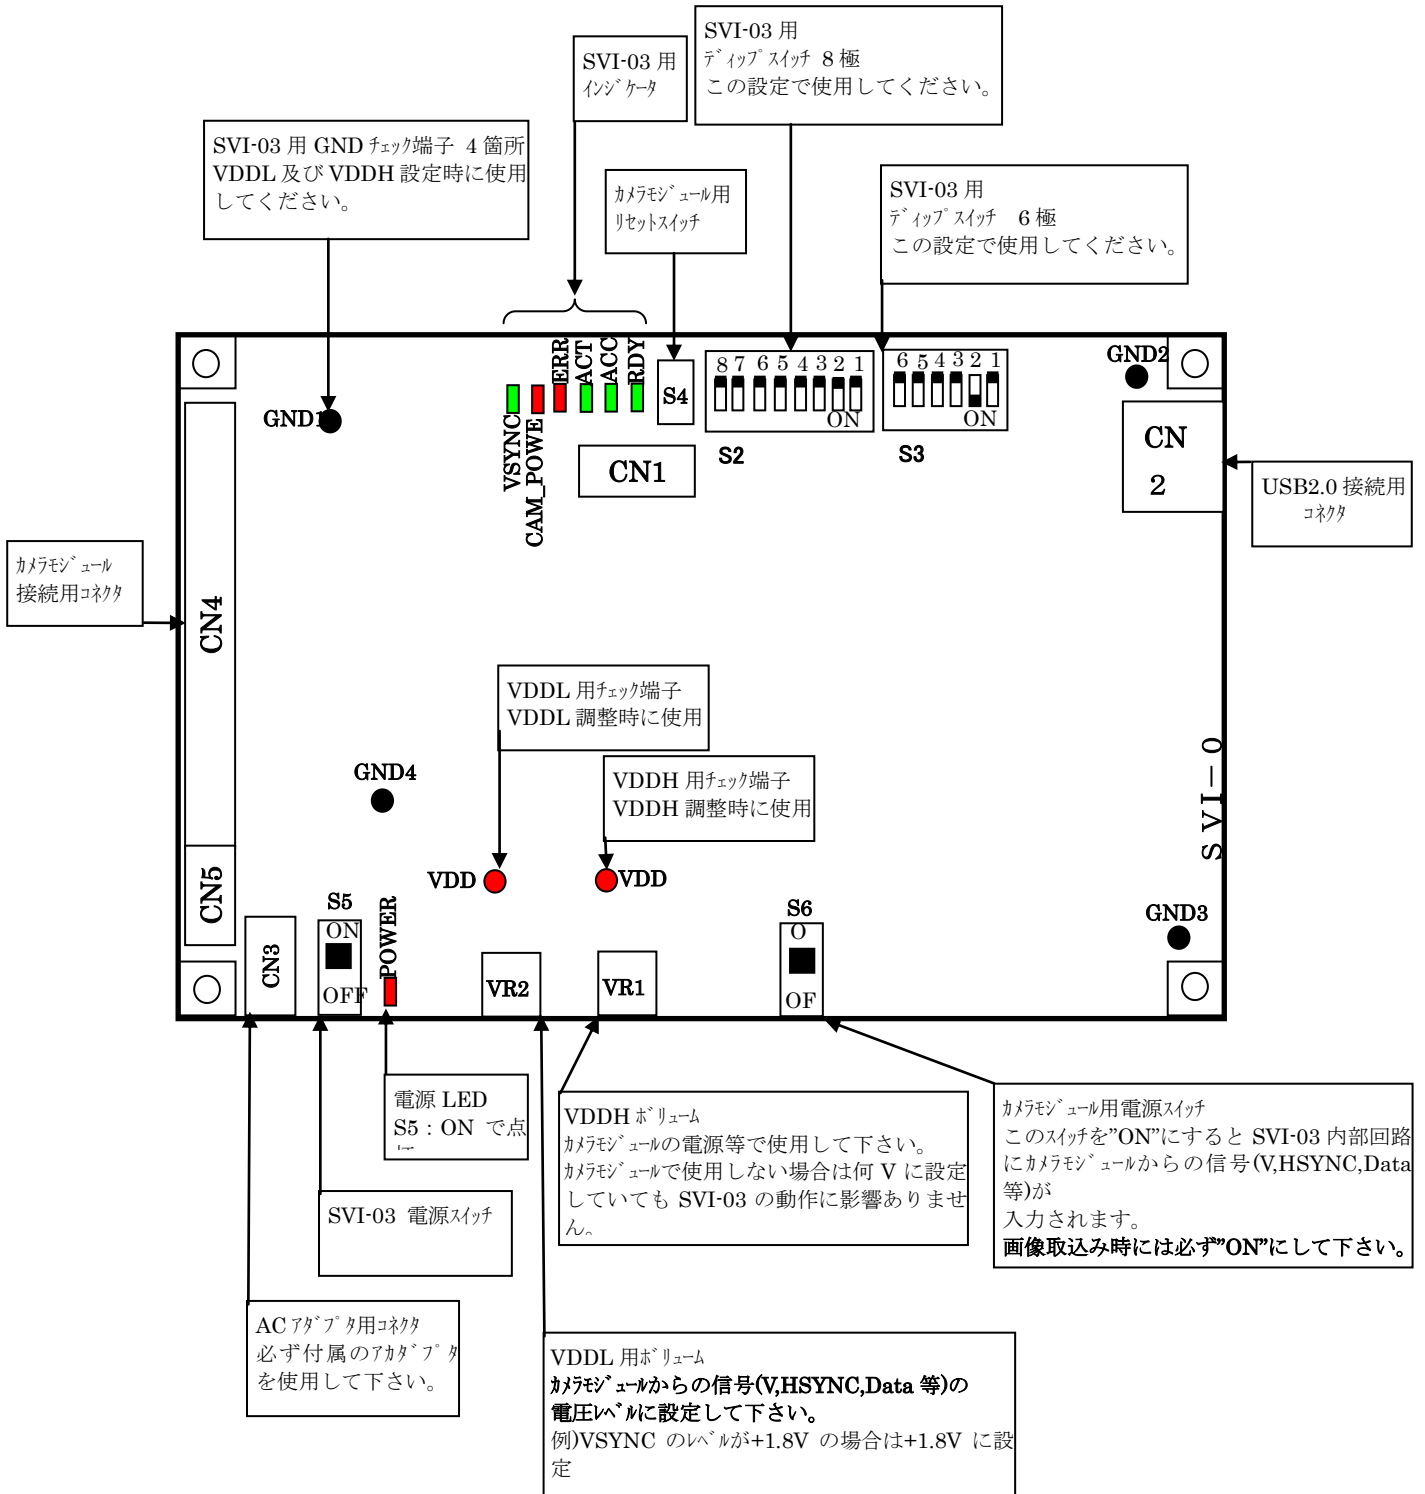 SVI-03 用
ディップスイッチ 8 極
この設定で使用してください。
SVI-03 用
インジケータ
SVI-03 用 GND チェック端子 4 箇所
VDDL 及び VDDH 設定時に使用
してください。
カメラモジュール用
リセットスイッチ
SVI-03 用
ディップスイッチ 6 極
この設定で使用してください。
GND1
VSYNC
CAM_POWE
ERR
ACT
ACC
RDY
S4
8 7 6 5 4 3 2 1
ON
S2
6 5 4 3 2 1
ON
S3
GND2
CN1
CN
2
USB2.0 接続用
コネクタ
カメラモジュール
接続用コネクタ
CN4
VDDL 用チェック端子
VDDL 調整時に使用
GND4
VDDH 用チェック端子
VDDH 調整時に使用
SVI－0
CN5
VDD
VDD
S5
ON
OFF
POWER
CN3
VR2
VR1
S6
O
OF
GND3
電源 LED
S5：ON で点
VDDH ボリューム
カメラモジュールの電源等で使用して下さい。
カメラモジュールで使用しない場合は何 V に設定
していても SVI-03 の動作に影響ありませ
ん。
カメラモジュール用電源スイッチ
このスイッチを”ON”にすると SVI-03 内部回路
にカメラモジュールからの信号(V,HSYNC,Data
等)が
入力されます。
画像取込み時には必ず”ON”にして下さい。
SVI-03 電源スイッチ
AC アダプタ用コネクタ
必ず付属のアカダプタ
を使用して下さい。
VDDL 用ボリューム
カメラモジュールからの信号(V,HSYNC,Data 等)の
電圧レベルに設定して下さい。
例)VSYNC のレベルが+1.8V の場合は+1.8V に設
定